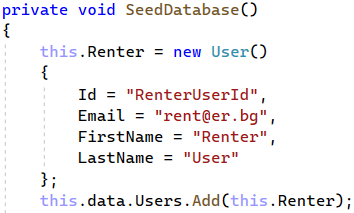 private void SeedDatabase()
{
    this.Renter = new User()
    {
        Id = "RenterUserId",
        Email = "rent@er.bg",
        FirstName = "Renter",
        LastName = "User"
    };
    this.data.Users.Add(this.Renter);